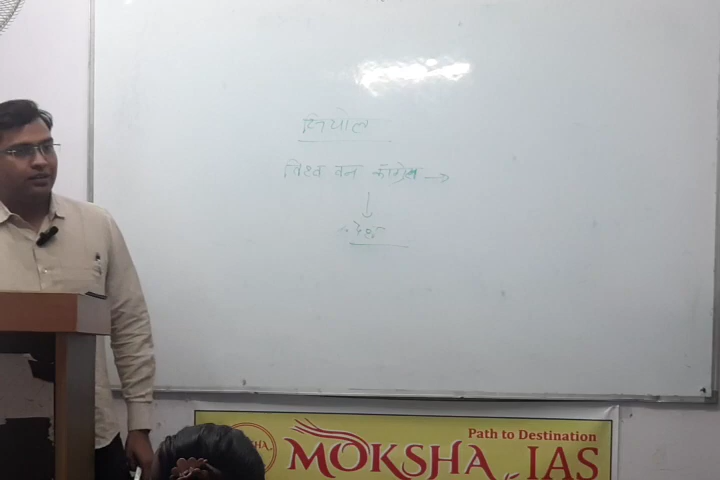 सियोल
विश्व वन कांग्रेस →
↓
देश
Path to Destination
MOKSHA IAS